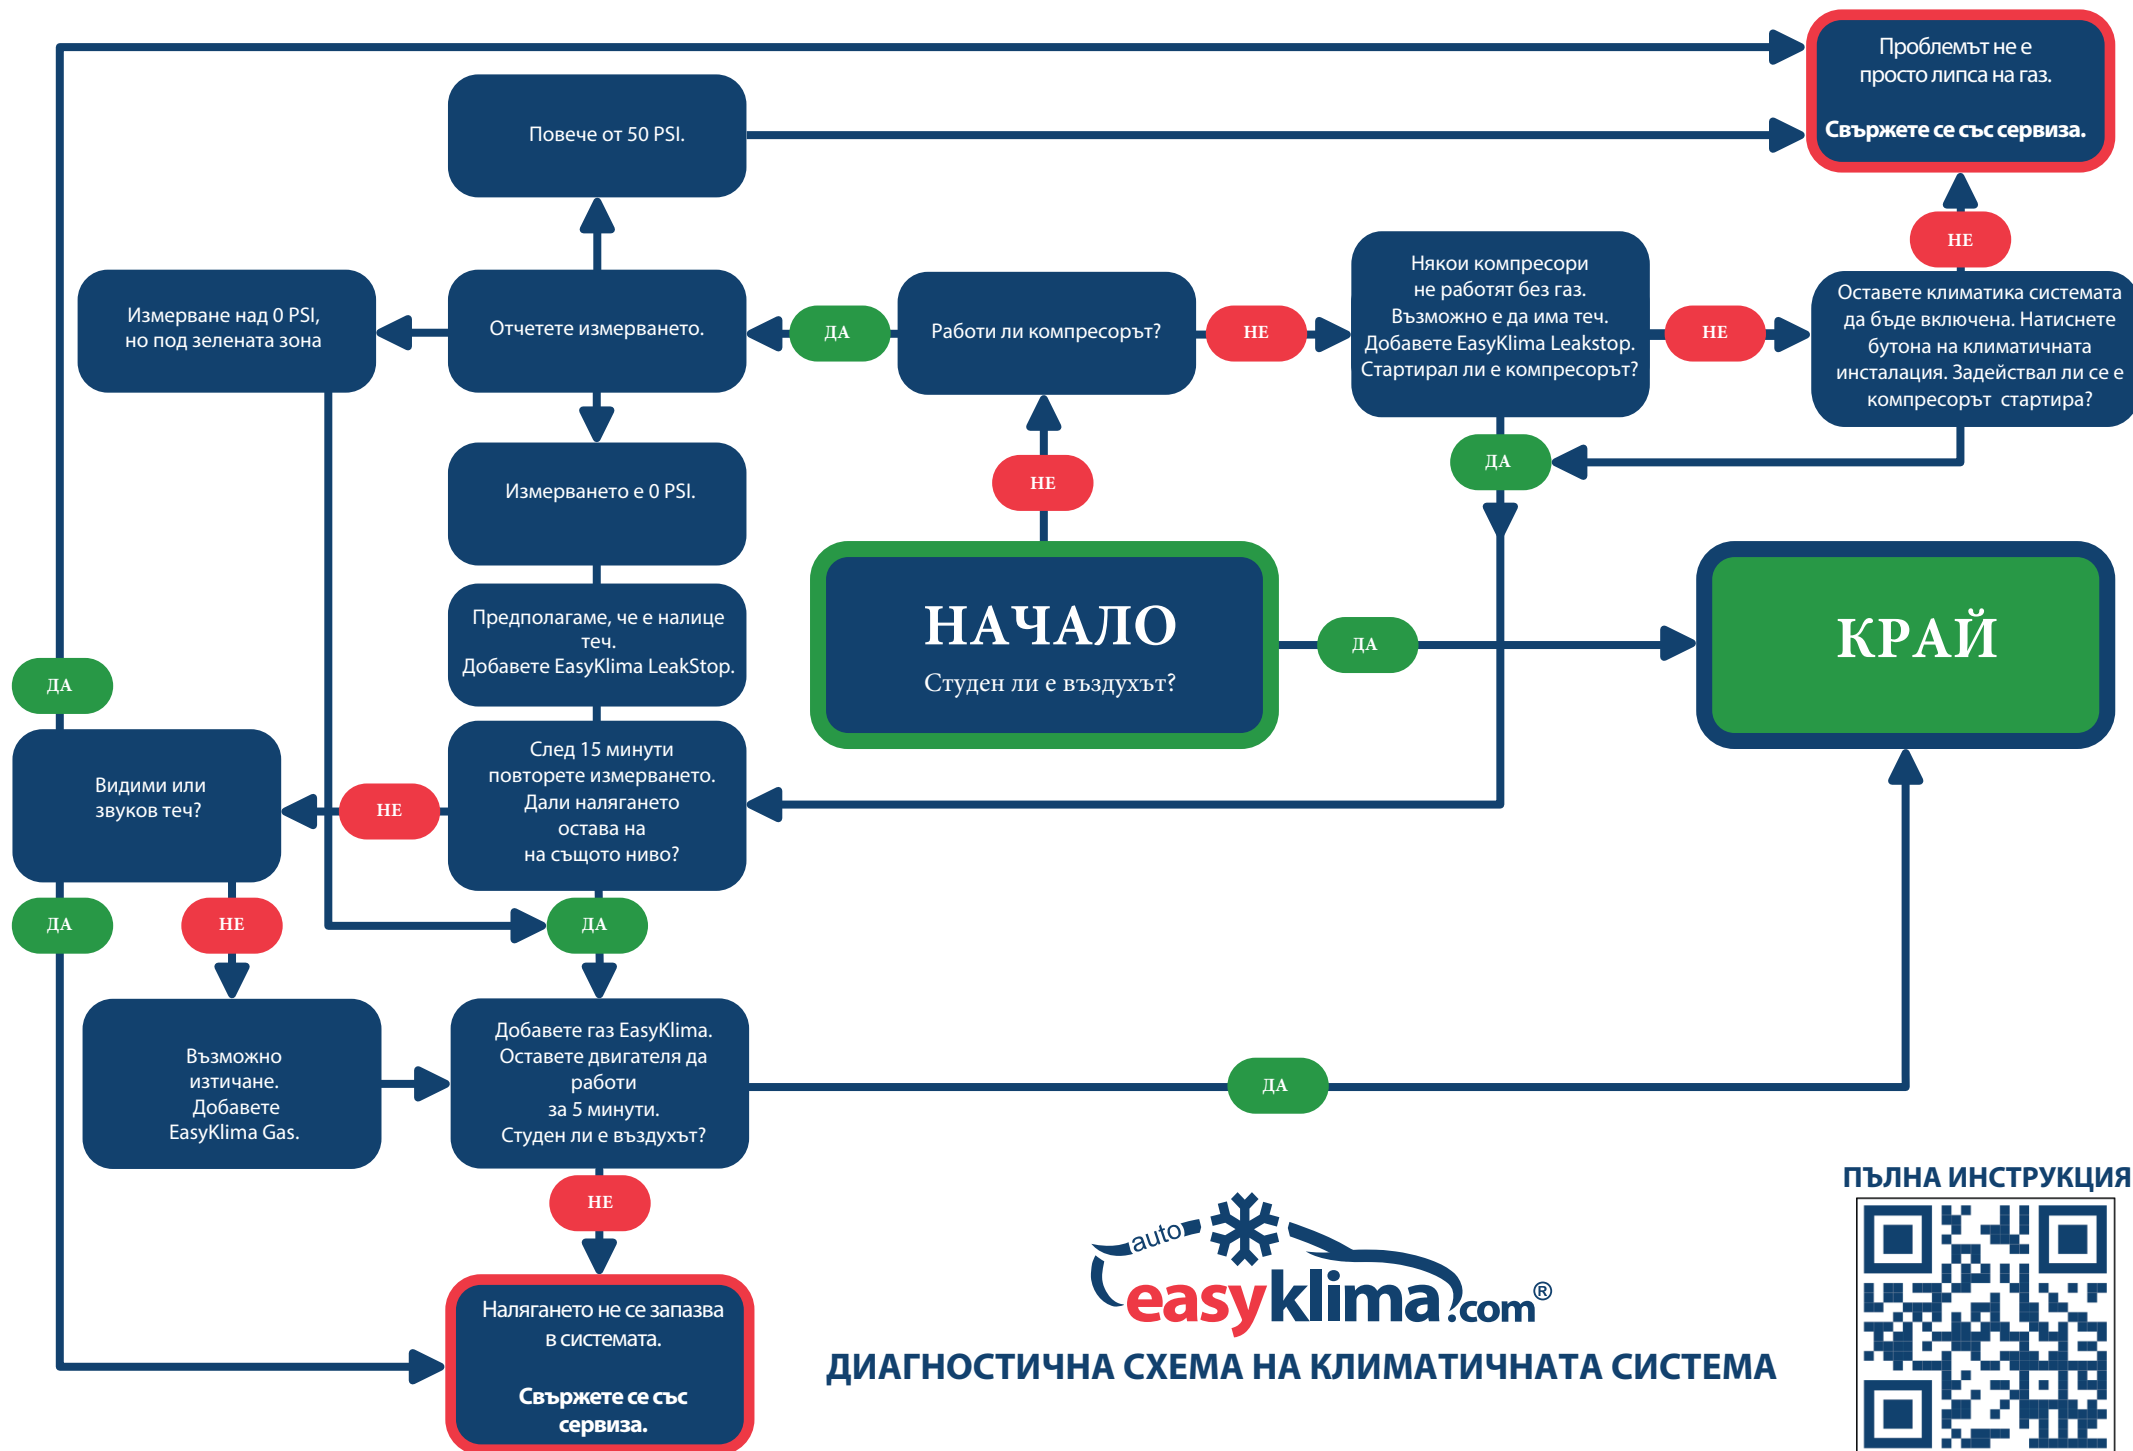 Проблемът не е
просто липса на газ.
Свържете се със сервиза.
Повече от 50 PSI.
НЕ
Измерване над 0 PSI,
но под зелената зона
Отчетете измерването.
ДА
Работи ли компресорът?
НЕ
Някои компресори
не работят без газ.
Възможно е да има теч.
Добавете EasyKlima Leakstop.
Стартирал ли е компресорът?
НЕ
Оставете климатика системата
да бъде включена. Натиснете
бутона на климатичната
инсталация. Задействал ли се е
компресорът стартира?
ДА
НЕ
Измерването е 0 PSI.
НАЧАЛО
Студен ли е въздухът?
ДА
КРАЙ
Предполагаме, че е налице
теч.
Добавете EasyKlima LeakStop.
ДА
Видими или
звуков теч?
НЕ
След 15 минути
повторете измерването.
Дали налягането
остава на
на същото ниво?
ДА
НЕ
ДА
Възможно
изтичане.
Добавете
EasyKlima Gas.
Добавете газ EasyKlima.
Оставете двигателя да
работи
за 5 минути.
Студен ли е въздухът?
ДА
НЕ
Налягането не се запазва
в системата.
Свържете се със
сервиза.
auto
easyklima.com®
ДИАГНОСТИЧНА СХЕМА НА КЛИМАТИЧНАТА СИСТЕМА
ПЪЛНА ИНСТРУКЦИЯ